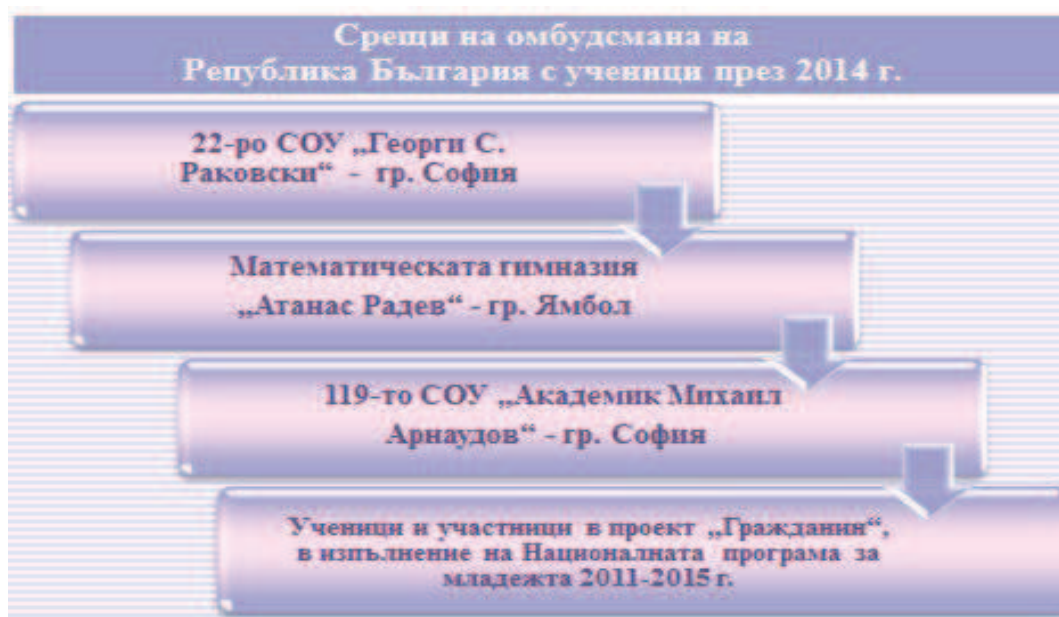 Срещи на омбудсмана на
Република България с ученици през 2014 г.
22-ро СОУ „Георги С.
Раковски“ - гр. София
Математическата гимназия
„Атанас Радев“ - гр. Ямбол
119-то СОУ „Академик Михаил
Арнаудов“ - гр. София
Ученици и участници в проект „Гражданин“,
в изпълнение на Националната програма за
младежта 2011-2015 г.